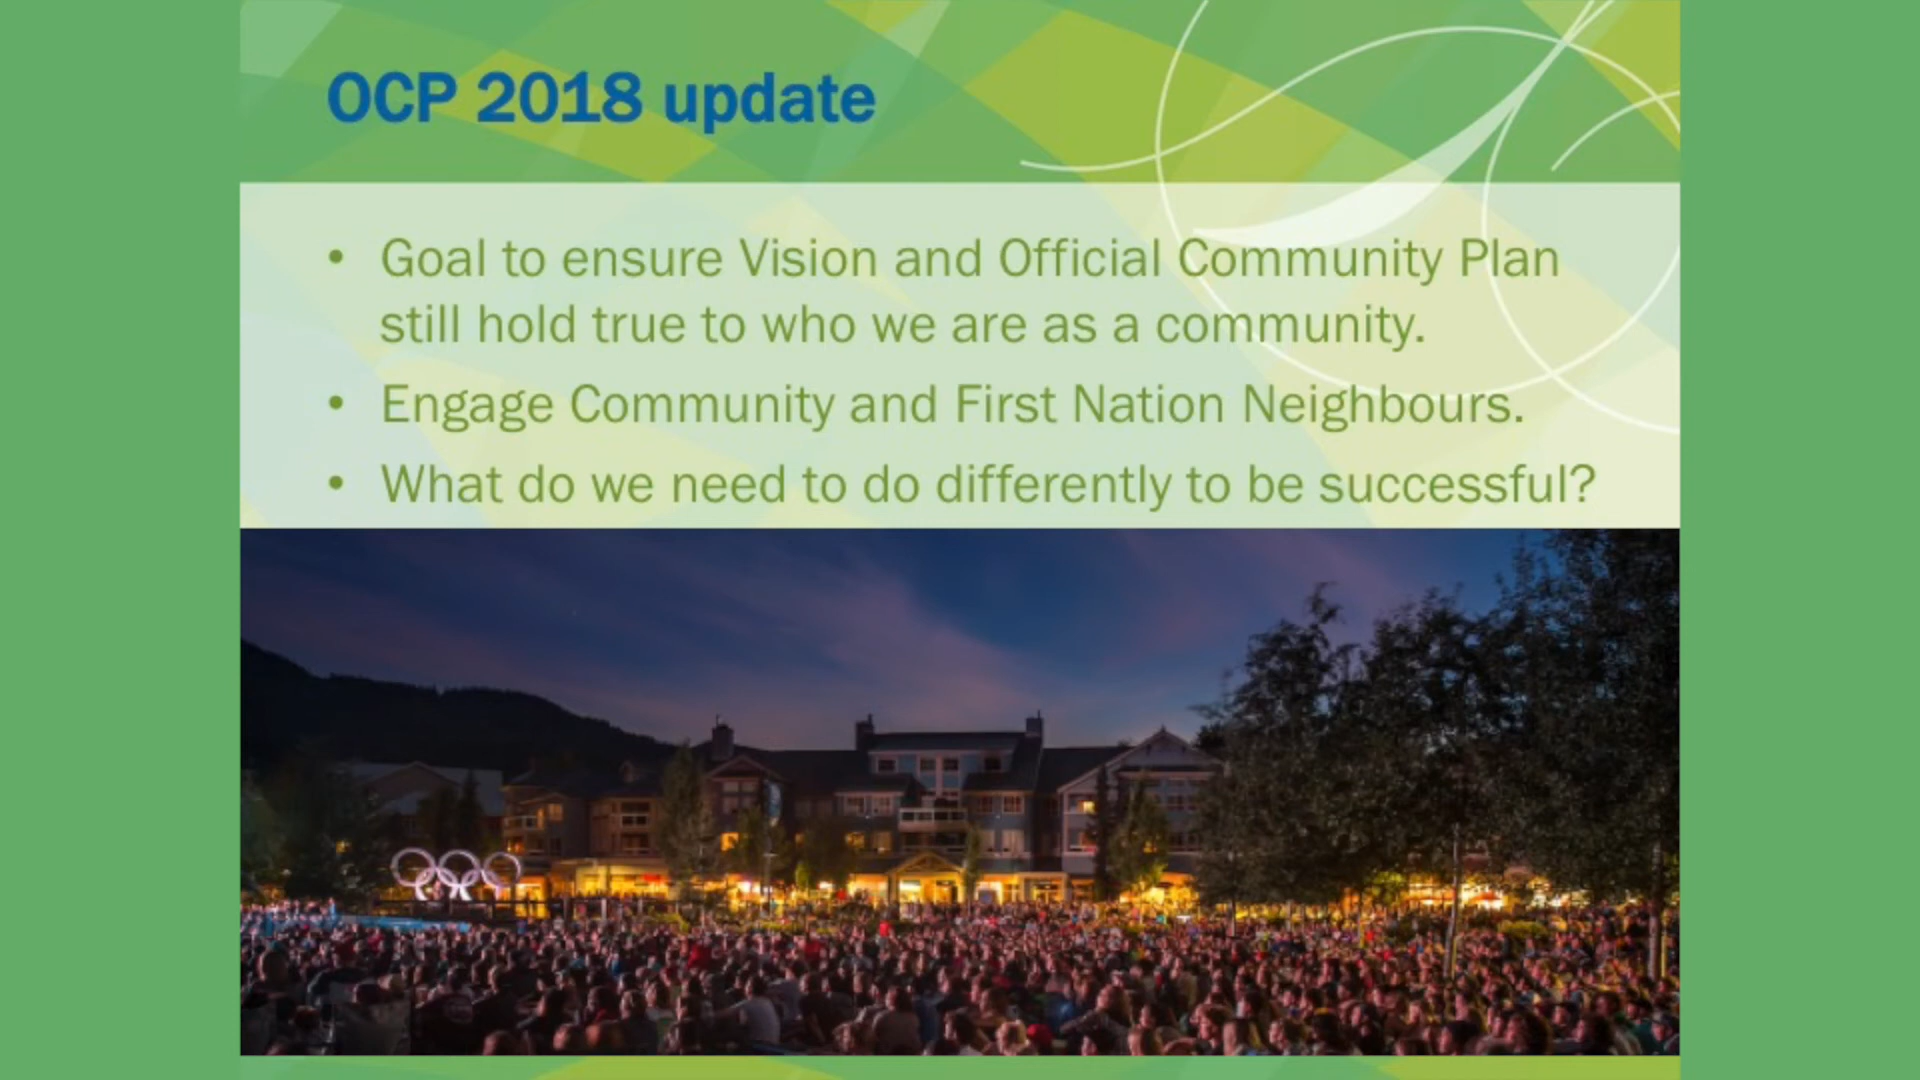 OCP 2018 update
• Goal to ensure Vision and Official Community Plan
still hold true to who we are as a community.
• Engage Community and First Nation Neighbours.
• What do we need to do differently to be successful?